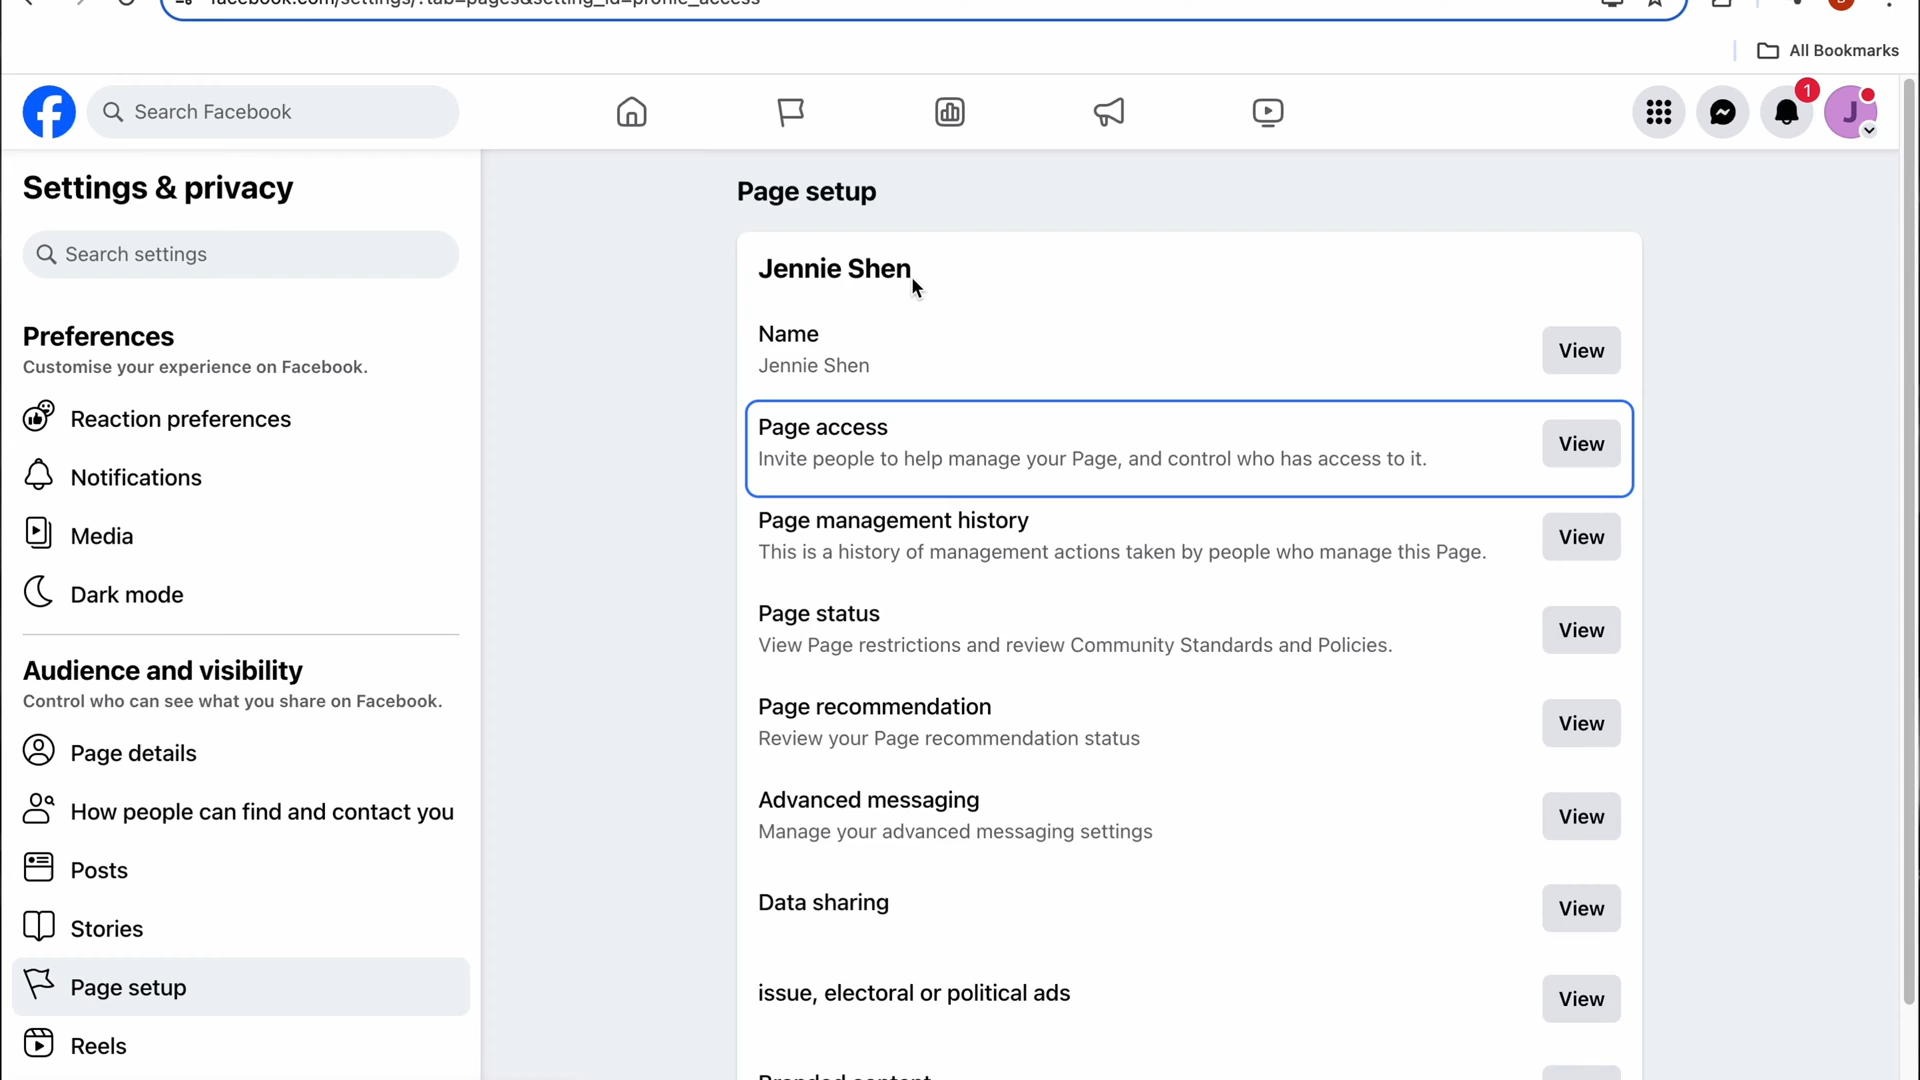 All Bookmarks
Search Facebook
1
J
Settings & privacy
Search settings
Preferences
Customise your experience on Facebook.
Reaction preferences
Notifications
Media
Dark mode
Audience and visibility
Control who can see what you share on Facebook.
Page details
How people can find and contact you
Posts
Stories
Page setup
Reels
Page setup
Jennie Shen
Name
Jennie Shen
View
Page access
Invite people to help manage your Page, and control who has access to it.
View
Page management history
This is a history of management actions taken by people who manage this Page.
View
Page status
View Page restrictions and review Community Standards and Policies.
View
Page recommendation
Review your Page recommendation status
View
Advanced messaging
Manage your advanced messaging settings
View
Data sharing
View
issue, electoral or political ads
View